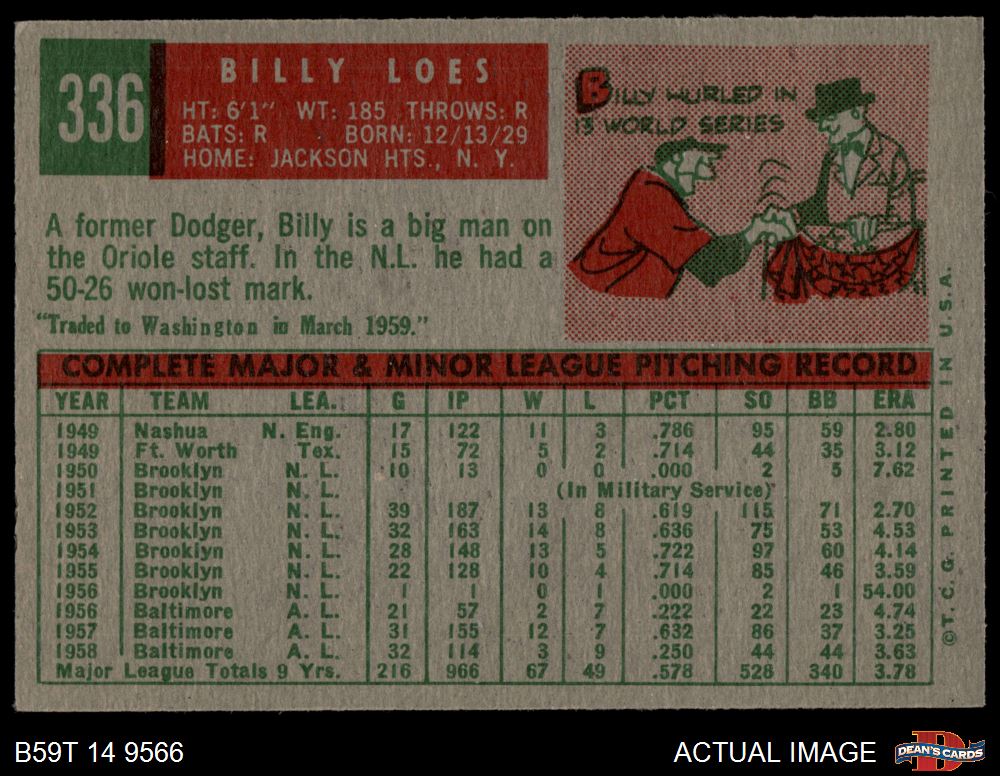 336
BILLY LOES
HT: 6'1" WT: 185 THROWS: R
BATS: R · BORN: 12/13/29
HOME: JACKSON HTS., N. Y.
BILLY HURLED IN
13 WORLD SERIES
A former Dodger, Billy is a big man on
the Oriole staff. In the N.L. he had a
50-26 won-lost mark.
"Traded to Washington in March 1959."
COMPLETE MAJOR & MINOR LEAGUE PITCHING RECORD
YEAR TEAM LEA. G IP W L PCT SO BB ERA
1949 Nashua N. Eng. 17 122 11 3 .786 95 59 2.80
1949 Ft. Worth Tex. 15 72 5 2 .714 44 35 3.12
1950 Brooklyn N. L. 10 13 0 0 .000 2 5 7.62
1951 Brooklyn N. L. (In Military Service)
1952 Brooklyn N. L. 39 187 13 8 .619 115 71 2.70
1953 Brooklyn N. L. 32 163 14 8 .636 75 53 4.53
1954 Brooklyn N. L. 28 148 13 5 .722 97 60 4.14
1955 Brooklyn N. L. 22 128 10 4 .714 85 46 3.59
1956 Brooklyn N. L. 1 1 0 1 .000 2 1 54.00
1956 Baltimore A. L. 21 57 2 7 .222 22 23 4.74
1957 Baltimore A. L. 31 155 12 7 .632 86 37 3.25
1958 Baltimore A. L. 32 114 3 9 .250 44 44 3.63
Major League Totals 9 Yrs. 216 966 67 49 .578 528 340 3.78
©T.C.G. PRINTED IN U.S.A.
B59T 14 9566
ACTUAL IMAGE
DEAN'S CARDS